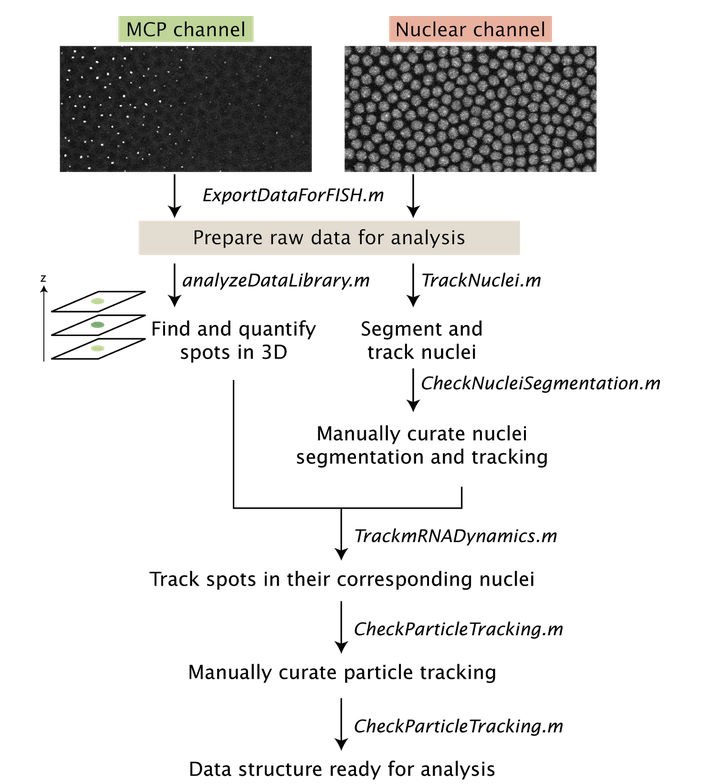 MCP channel
Nuclear channel
ExportDataForFISH.m
Prepare raw data for analysis
z
analyzeDataLibrary.m
TrackNuclei.m
Find and quantify
spots in 3D
Segment and
track nuclei
CheckNucleiSegmentation.m
Manually curate nuclei
segmentation and tracking
TrackmRNADynamics.m
Track spots in their corresponding nuclei
CheckParticleTracking.m
Manually curate particle tracking
CheckParticleTracking.m
Data structure ready for analysis